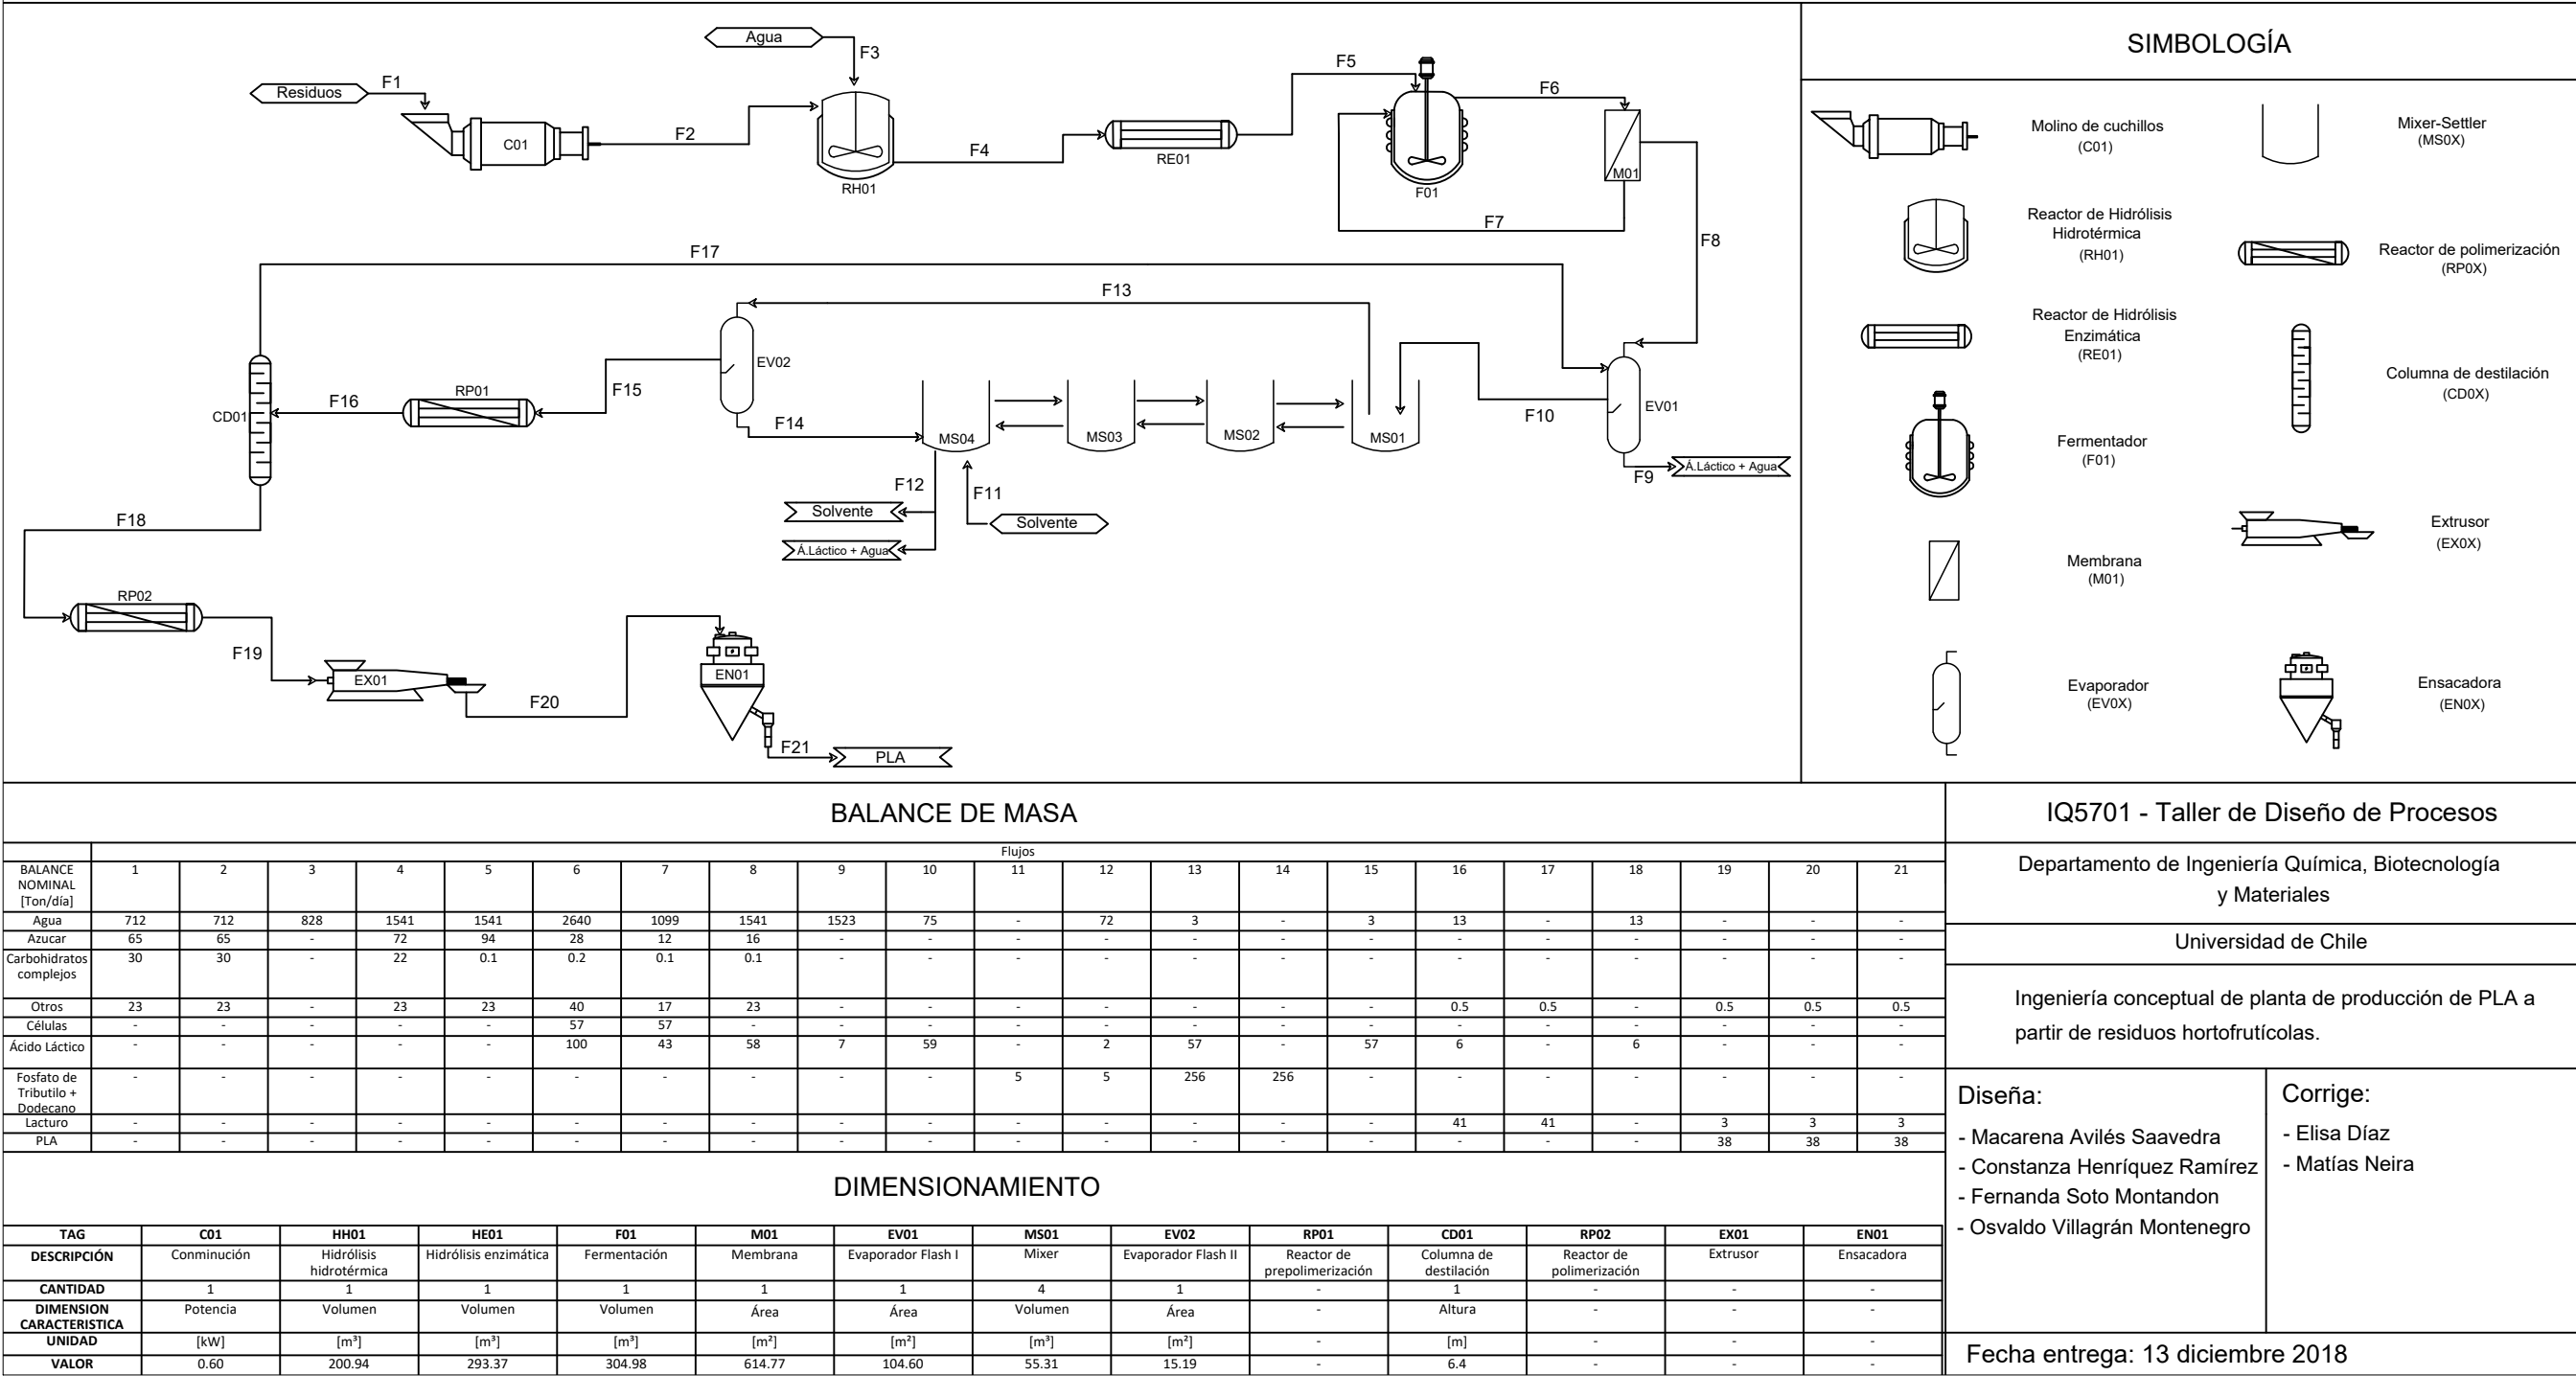 Agua
F3
F1
Residuos
C01
F2
RH01
F4
RE01
F5
F01
F6
M01
F7
F8
F17
F13
EV02
F15
RP01
F16
CD01
F14
MS04
MS03
MS02
MS01
F10
EV01
F9
Á.Láctico + Agua
F12
F11
Solvente
Solvente
Á.Láctico + Agua
F18
RP02
F19
EX01
F20
EN01
F21
PLA
SIMBOLOGÍA
Molino de cuchillos
(C01)
Mixer-Settler
(MS0X)
Reactor de Hidrólisis
Hidrotérmica
(RH01)
Reactor de polimerización
(RP0X)
Reactor de Hidrólisis
Enzimática
(RE01)
Columna de destilación
(CD0X)
Fermentador
(F01)
Extrusor
(EX0X)
Membrana
(M01)
Evaporador
(EV0X)
Ensacadora
(EN0X)
BALANCE DE MASA
Flujos
BALANCE NOMINAL [Ton/día] 1 2 3 4 5 6 7 8 9 10 11 12 13 14 15 16 17 18 19 20 21
Agua 712 712 828 1541 1541 2640 1099 1541 1523 75 - 72 3 - 3 13 - 13 - - -
Azucar 65 65 - 72 94 28 12 16 - - - - - - - - - - - - -
Carbohidratos complejos 30 30 - 22 0.1 0.2 0.1 0.1 - - - - - - - - - - - - -
Otros 23 23 - 23 23 40 17 23 - - - - - - - 0.5 0.5 - 0.5 0.5 0.5
Células - - - - - 57 57 - - - - - - - - - - - - - -
Ácido Láctico - - - - - 100 43 58 7 59 - 2 57 - 57 6 - 6 - - -
Fosfato de Tributilo + Dodecano - - - - - - - - - - 5 5 256 256 - - - - - - -
Lacturo - - - - - - - - - - - - - - - 41 41 - 3 3 3
PLA - - - - - - - - - - - - - - - - - - 38 38 38
DIMENSIONAMIENTO
TAG C01 HH01 HE01 F01 M01 EV01 MS01 EV02 RP01 CD01 RP02 EX01 EN01
DESCRIPCIÓN Conminución Hidrólisis hidrotérmica Hidrólisis enzimática Fermentación Membrana Evaporador Flash I Mixer Evaporador Flash II Reactor de prepolimerización Columna de destilación Reactor de polimerización Extrusor Ensacadora
CANTIDAD 1 1 1 1 1 1 4 1 - 1 - - -
DIMENSION CARACTERISTICA Potencia Volumen Volumen Volumen Área Área Volumen Área - Altura - - -
UNIDAD [kW] [m³] [m³] [m³] [m²] [m²] [m³] [m²] - [m] - - -
VALOR 0.60 200.94 293.37 304.98 614.77 104.60 55.31 15.19 - 6.4 - - -
IQ5701 - Taller de Diseño de Procesos
Departamento de Ingeniería Química, Biotecnología
y Materiales
Universidad de Chile
Ingeniería conceptual de planta de producción de PLA a
partir de residuos hortofrutícolas.
Diseña:
- Macarena Avilés Saavedra
- Constanza Henríquez Ramírez
- Fernanda Soto Montandon
- Osvaldo Villagrán Montenegro
Corrige:
- Elisa Díaz
- Matías Neira
Fecha entrega: 13 diciembre 2018